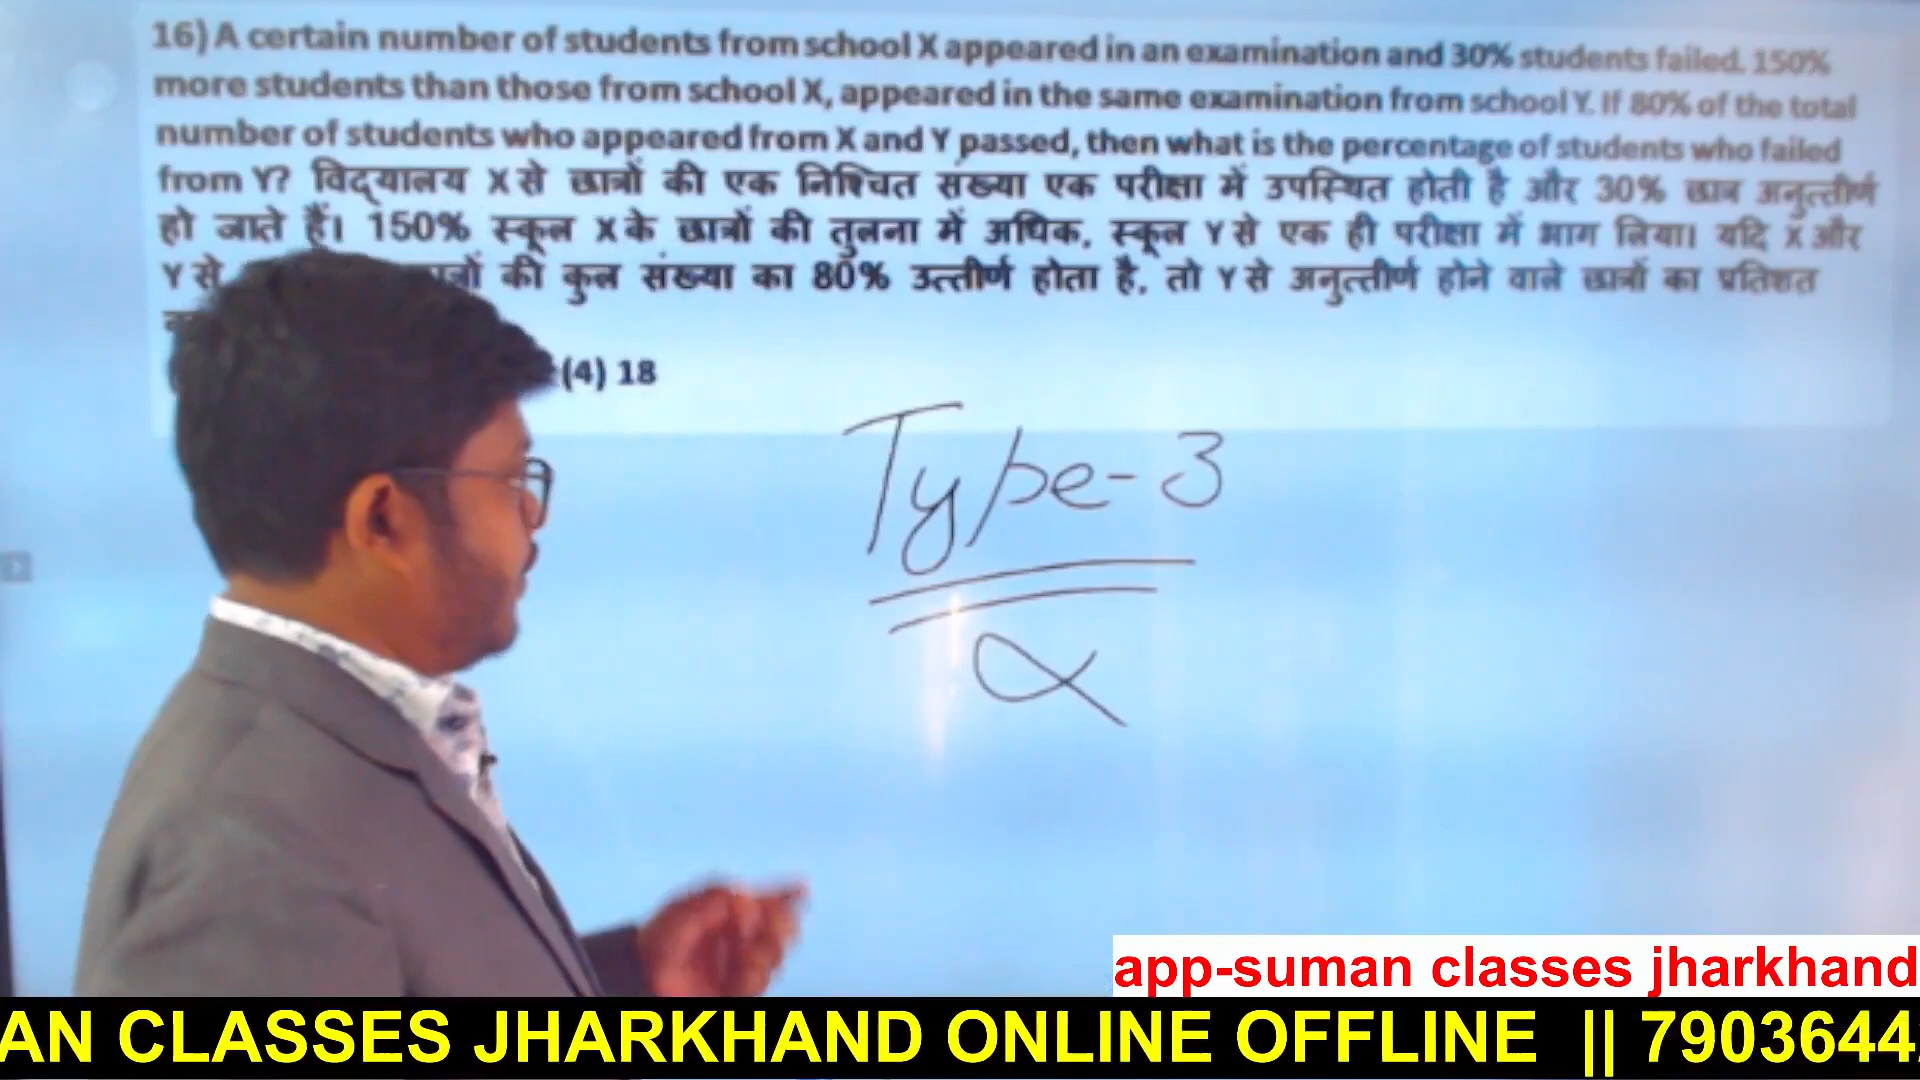 16) A certain number of students from school X appeared in an examination and 30% students failed. 150%
more students than those from school X, appeared in the same examination from school Y. If 80% of the total
number of students who appeared from X and Y passed, then what is the percentage of students who failed
from Y? विद्यालय X से छात्रों की एक निश्चित संख्या एक परीक्षा में उपस्थित होती है और 30% छात्र अनुत्तीर्ण
हो जाते हैं। 150% स्कूल X के छात्रों की तुलना में अधिक, स्कूल Y से एक ही परीक्षा में भाग लिया। यदि X और
Y से की कुल संख्या का 80% उत्तीर्ण होता है, तो Y से अनुत्तीर्ण होने वाले छात्रों का प्रतिशत
(4) 18
Type-3
app-suman classes jharkhand
AN CLASSES JHARKHAND ONLINE OFFLINE || 7903644